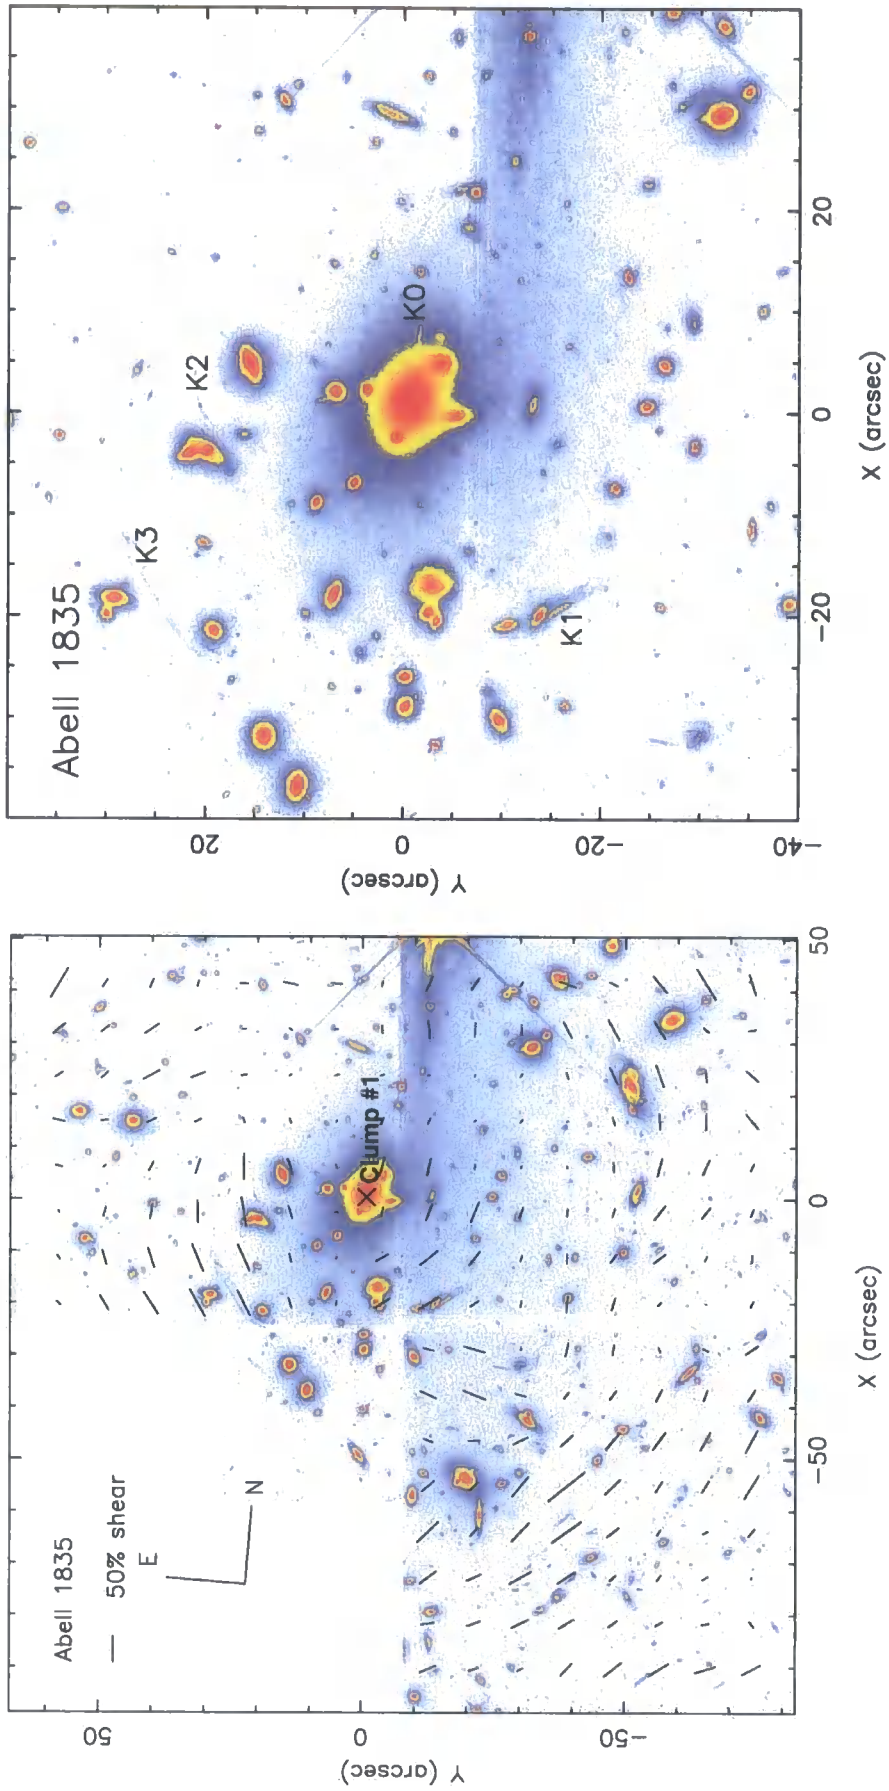 Abell 1835
50% shear
E
N
Clump #1
50
0
−50
Y (arcsec)
−50
0
50
X (arcsec)
Abell 1835
K3
K2
K0
K1
20
0
−20
−40
Y (arcsec)
−20
0
20
X (arcsec)